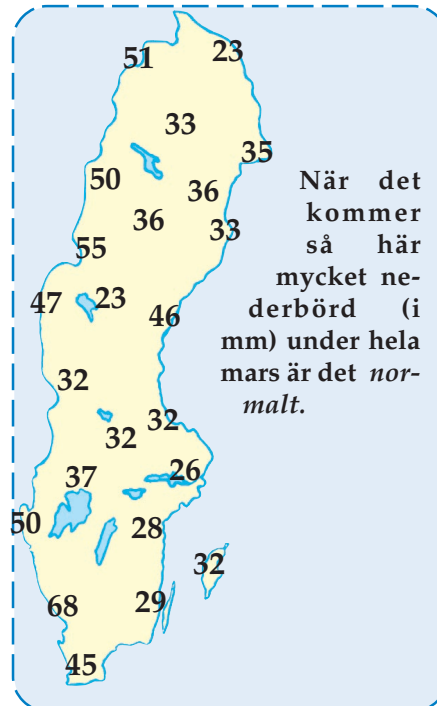 51 23
33
35
50
36
36
33
55
47 23
46
32
32
32
37
26
50
28
32
68
29
45
När det
kommer
så här
mycket ne-
derbörd (i
mm) under hela
mars är det nor-
malt.